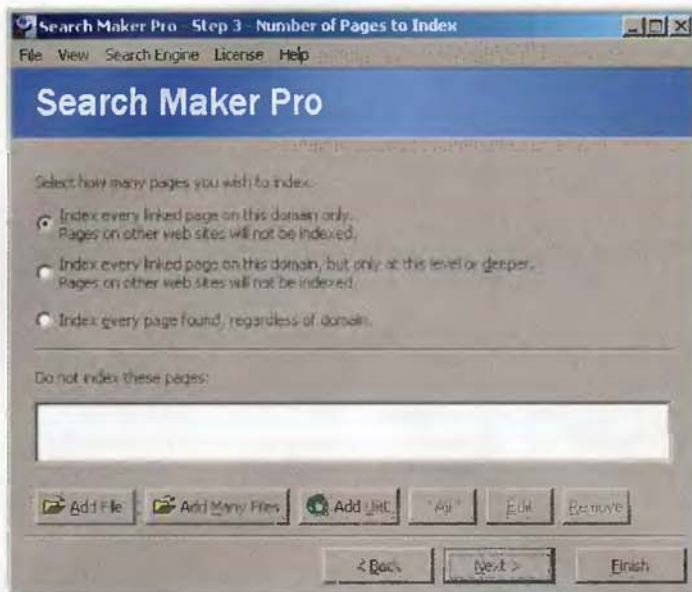 Search Maker Pro - Step 3 - Number of Pages to Index
File View Search Engine License Help
Search Maker Pro
Select how many pages you wish to index.
Index every linked page on this domain only.
Pages on other web sites will not be indexed.
Index every linked page on this domain, but only at this level or deeper.
Pages on other web sites will not be indexed.
Index every page found, regardless of domain.
Do not index these pages:
Add File Add Many Files Add URL Edit Remove
< Back Next > Finish